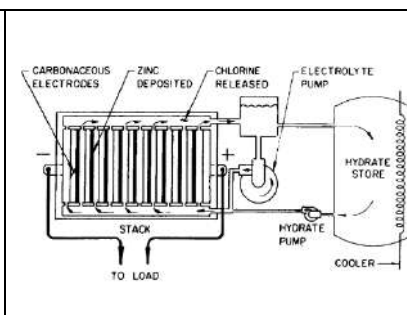 CARBONACEOUS
ELECTRODES
ZINC
DEPOSITED
CHLORINE
RELEASED
ELECTROLYTE
PUMP
−
+
HYDRATE
STORE
STACK
HYDRATE
PUMP
TO LOAD
COOLER